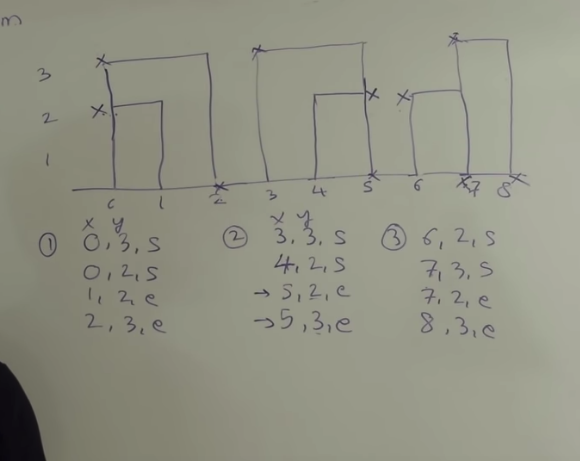 m
3
2
1
0 1 2 3 4 5 6 7 8
x y
① 0, 3, s
0, 2, s
1, 2, e
2, 3, e
x y
② 3, 3, s
4, 2, s
→ 5, 2, e
→ 5, 3, e
③ 6, 2, s
7, 3, s
7, 2, e
8, 3, e